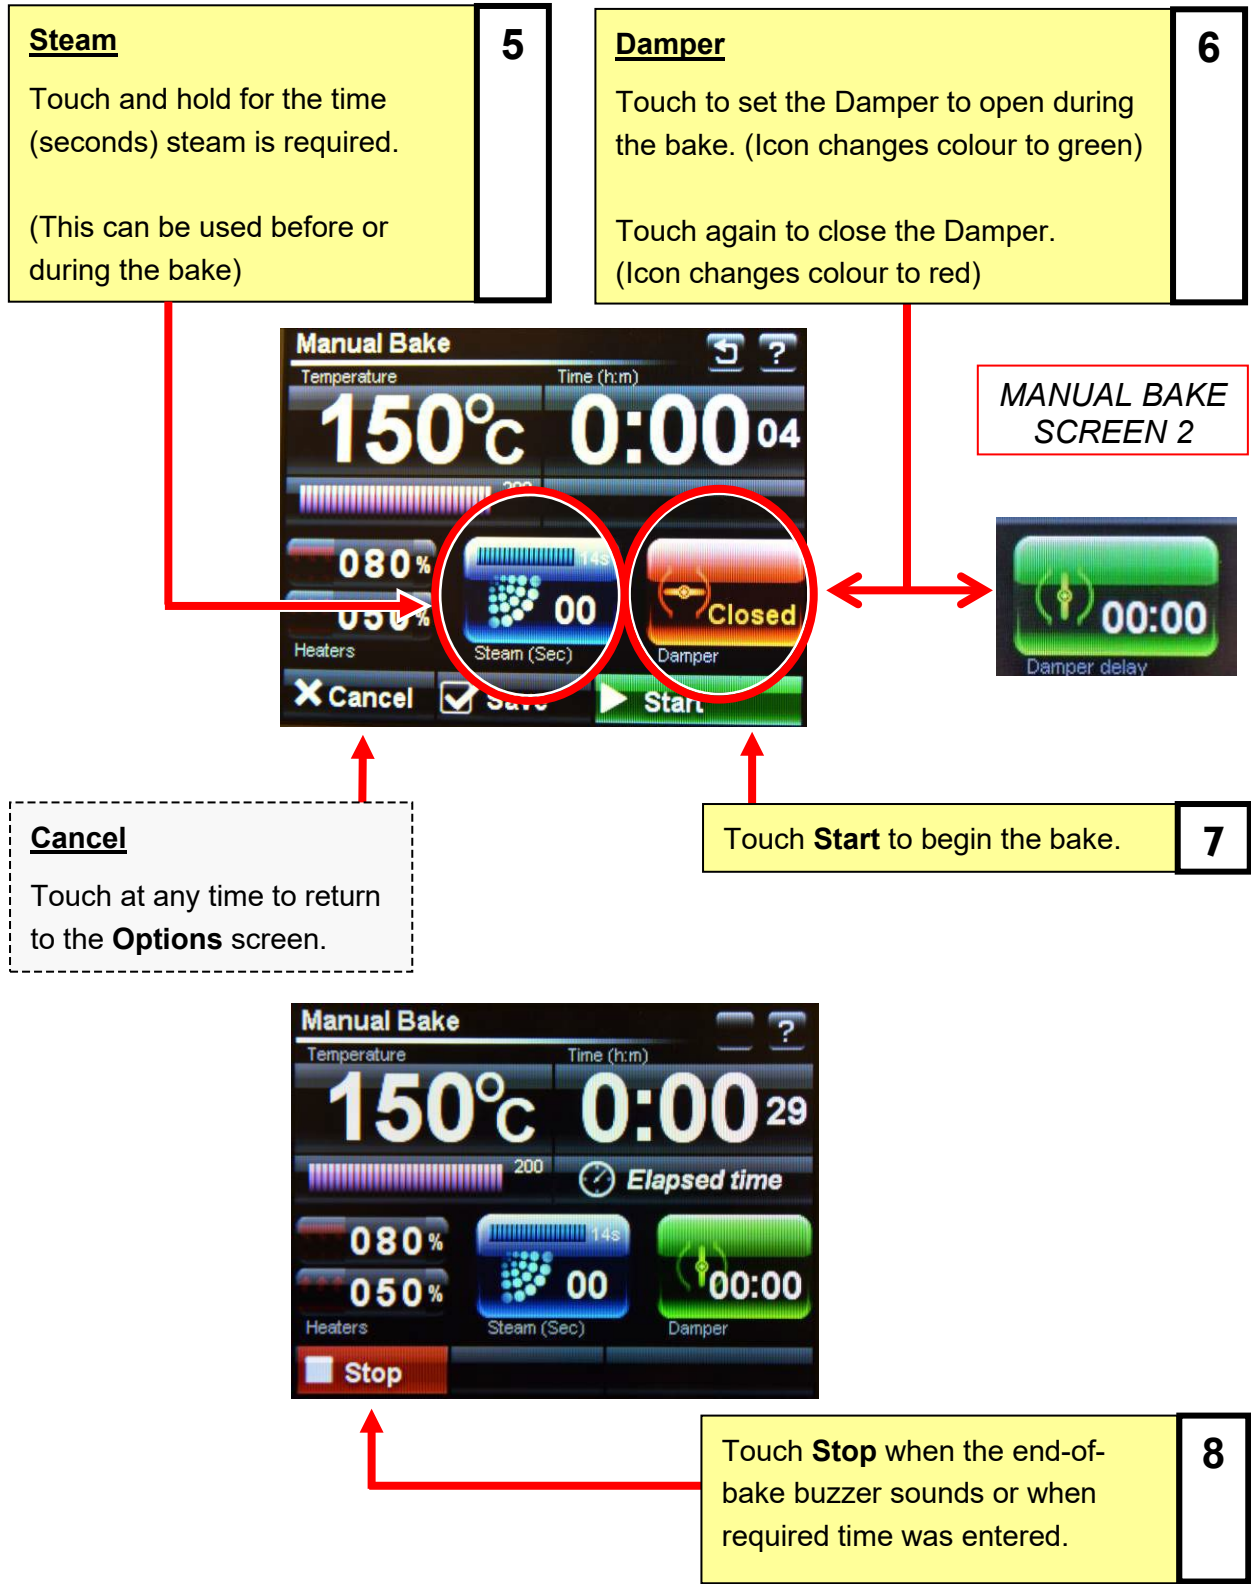 Steam
5
Touch and hold for the time
(seconds) steam is required.
(This can be used before or
during the bake)
Damper
6
Touch to set the Damper to open during
the bake. (Icon changes colour to green)
Touch again to close the Damper.
(Icon changes colour to red)
Manual Bake
?
Temperature
Time (h:m)
150°C
0:00 04
MANUAL BAKE
SCREEN 2
200
080%
14s
050%
00
Closed
00:00
Heaters
Steam (Sec)
Damper
Damper delay
Cancel
Save
Start
Cancel
Touch at any time to return
to the Options screen.
Touch Start to begin the bake.
7
Manual Bake
?
Temperature
Time (h:m)
150°C
0:00 29
200
Elapsed time
080%
14s
050%
00
00:00
Heaters
Steam (Sec)
Damper
Stop
Touch Stop when the end-of-
bake buzzer sounds or when
required time was entered.
8